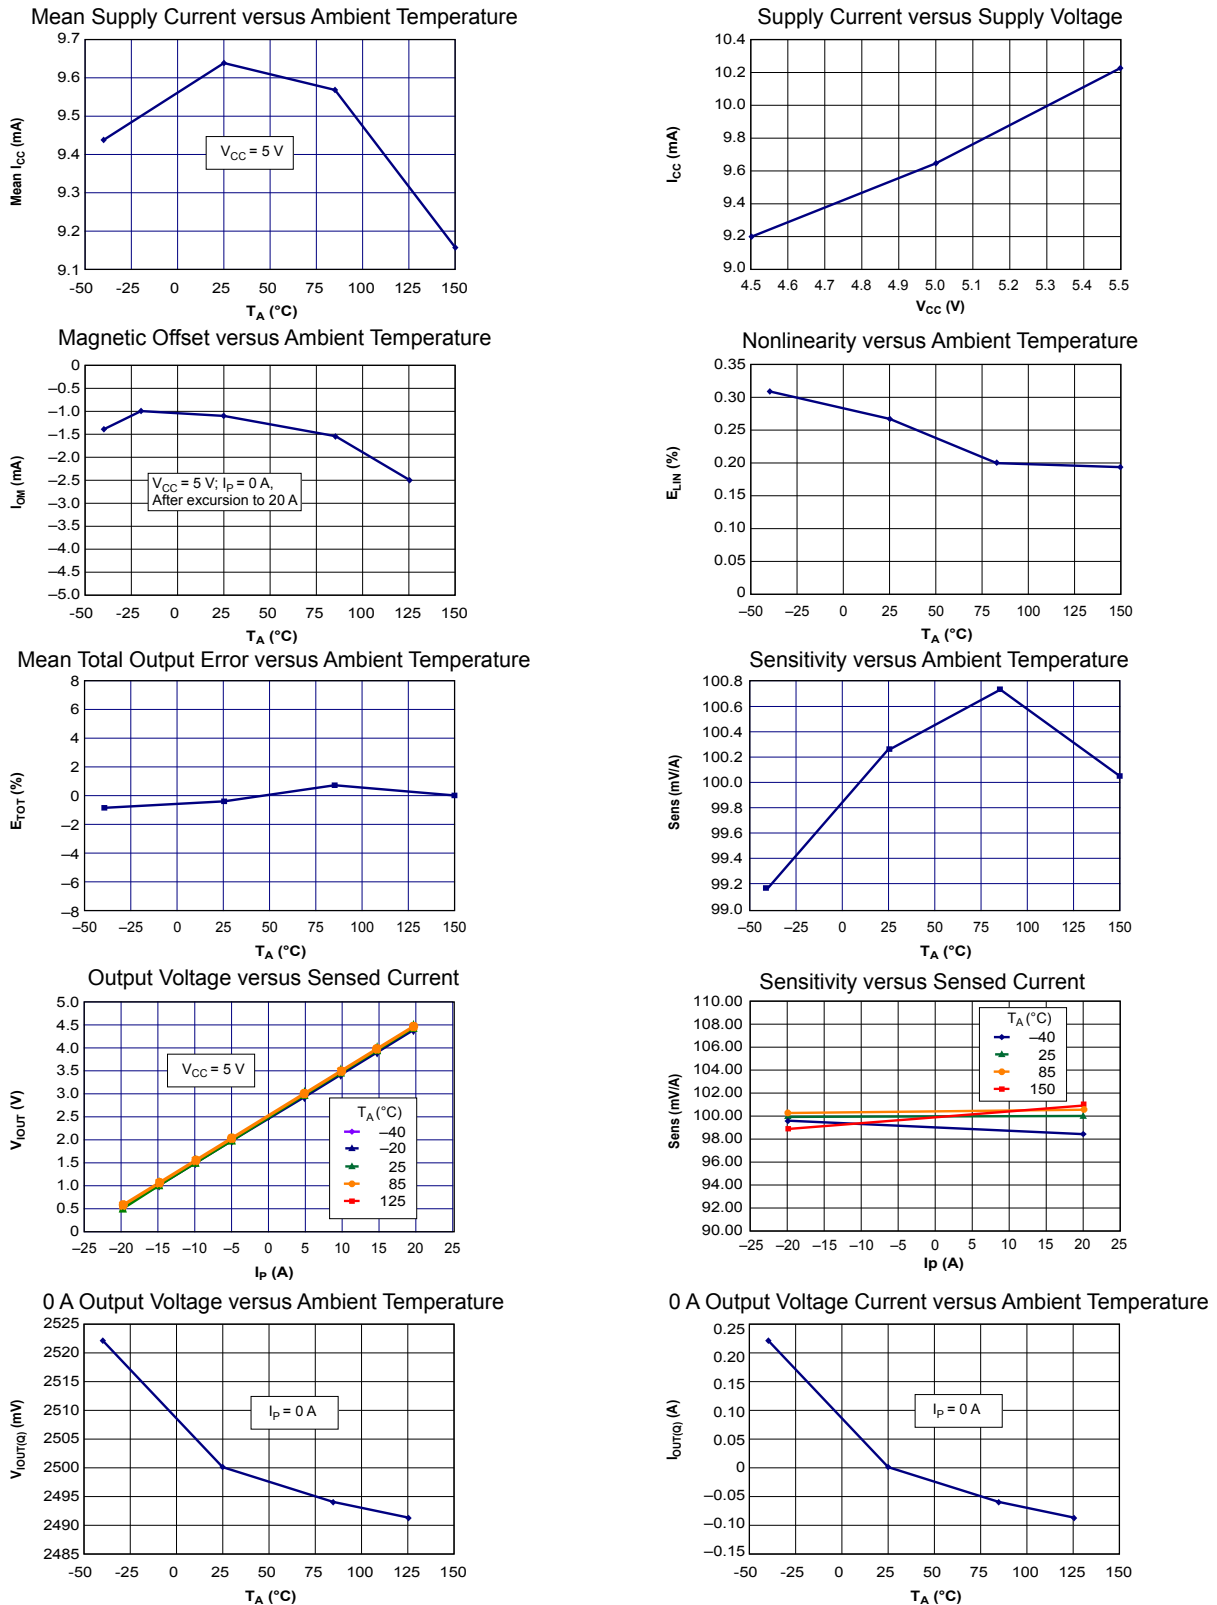 Mean Supply Current versus Ambient Temperature
9.7
9.6
9.5
9.4
9.3
9.2
9.1
Mean ICC (mA)
VCC = 5 V
-50 -25 0 25 50 75 100 125 150
TA (°C)
Supply Current versus Supply Voltage
10.4
10.2
10.0
9.8
9.6
9.4
9.2
9.0
ICC (mA)
4.5 4.6 4.7 4.8 4.9 5.0 5.1 5.2 5.3 5.4 5.5
VCC (V)
Magnetic Offset versus Ambient Temperature
0
–0.5
–1.0
–1.5
–2.0
–2.5
–3.0
–3.5
–4.0
–4.5
–5.0
IOM (mA)
VCC = 5 V; IP = 0 A,
After excursion to 20 A
-50 -25 0 25 50 75 100 125 150
TA (°C)
Nonlinearity versus Ambient Temperature
0.35
0.30
0.25
0.20
0.15
0.10
0.05
0
ELIN (%)
–50 –25 0 25 50 75 100 125 150
TA (°C)
Mean Total Output Error versus Ambient Temperature
8
6
4
2
0
–2
–4
–6
–8
ETOT (%)
–50 –25 0 25 50 75 100 125 150
TA (°C)
Sensitivity versus Ambient Temperature
100.8
100.6
100.4
100.2
100.0
99.8
99.6
99.4
99.2
99.0
Sens (mV/A)
–50 –25 0 25 50 75 100 125 150
TA (°C)
Output Voltage versus Sensed Current
5.0
4.5
4.0
3.5
3.0
2.5
2.0
1.5
1.0
0.5
0
VIOUT (V)
VCC = 5 V
TA (°C)
–40
–20
25
85
125
–25 –20 –15 –10 –5 0 5 10 15 20 25
IP (A)
Sensitivity versus Sensed Current
110.00
108.00
106.00
104.00
102.00
100.00
98.00
96.00
94.00
92.00
90.00
Sens (mV/A)
TA (°C)
–40
25
85
150
–25 –20 –15 –10 –5 0 5 10 15 20 25
Ip (A)
0 A Output Voltage versus Ambient Temperature
2525
2520
2515
2510
2505
2500
2495
2490
2485
VIOUT(Q) (mV)
IP = 0 A
-50 -25 0 25 50 75 100 125 150
TA (°C)
0 A Output Voltage Current versus Ambient Temperature
0.25
0.20
0.15
0.10
0.05
0
–0.05
–0.10
–0.15
IOUT(Q) (A)
IP = 0 A
-50 -25 0 25 50 75 100 125 150
TA (°C)